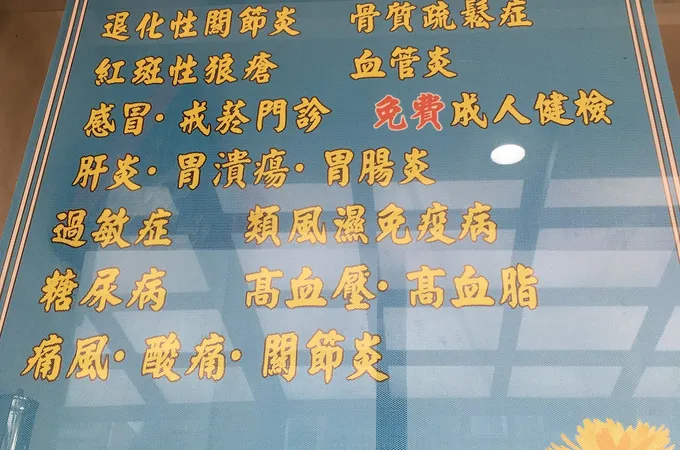 退化性關節炎 骨質疏鬆症
紅斑性狼瘡 血管炎
感冒·戒菸門診 免費成人健檢
肝炎·胃潰瘍·胃腸炎
過敏症 類風濕免疫病
糖尿病 高血壓·高血脂
痛風·酸痛·關節炎